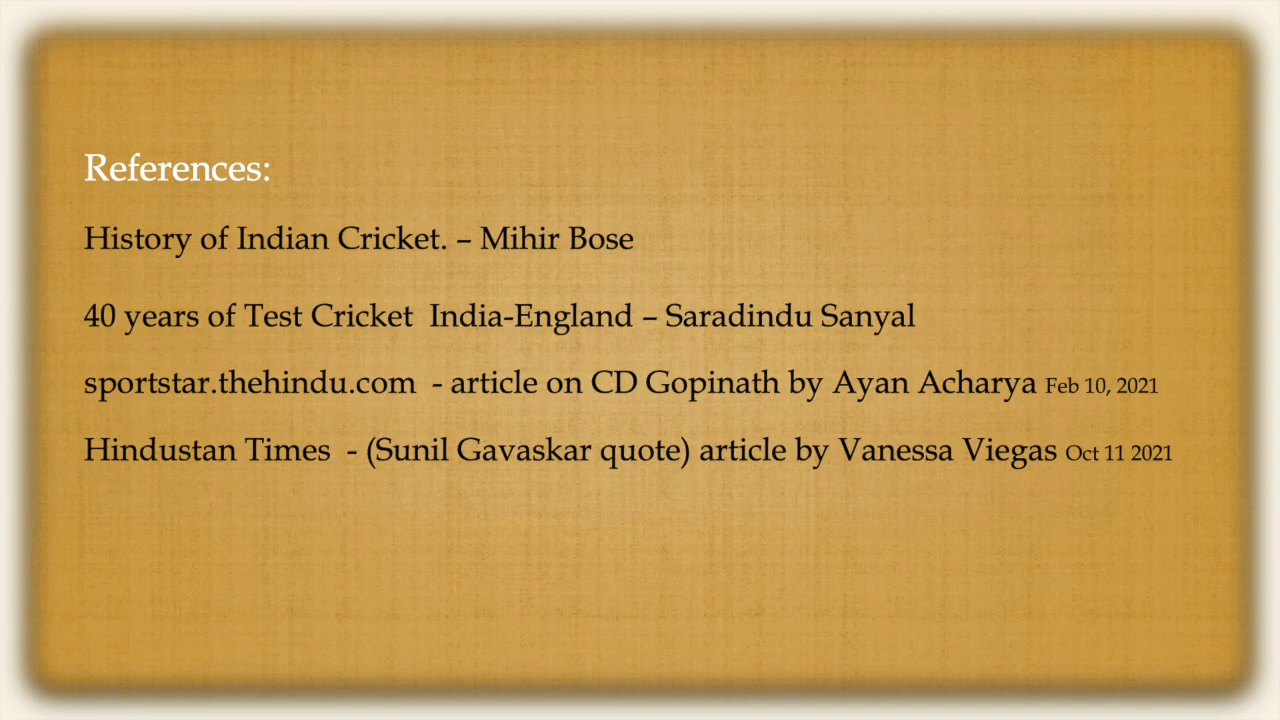 References:
History of Indian Cricket. – Mihir Bose
40 years of Test Cricket  India-England – Saradindu Sanyal
sportstar.thehindu.com  - article on CD Gopinath by Ayan Acharya Feb 10, 2021
Hindustan Times  - (Sunil Gavaskar quote) article by Vanessa Viegas Oct 11 2021